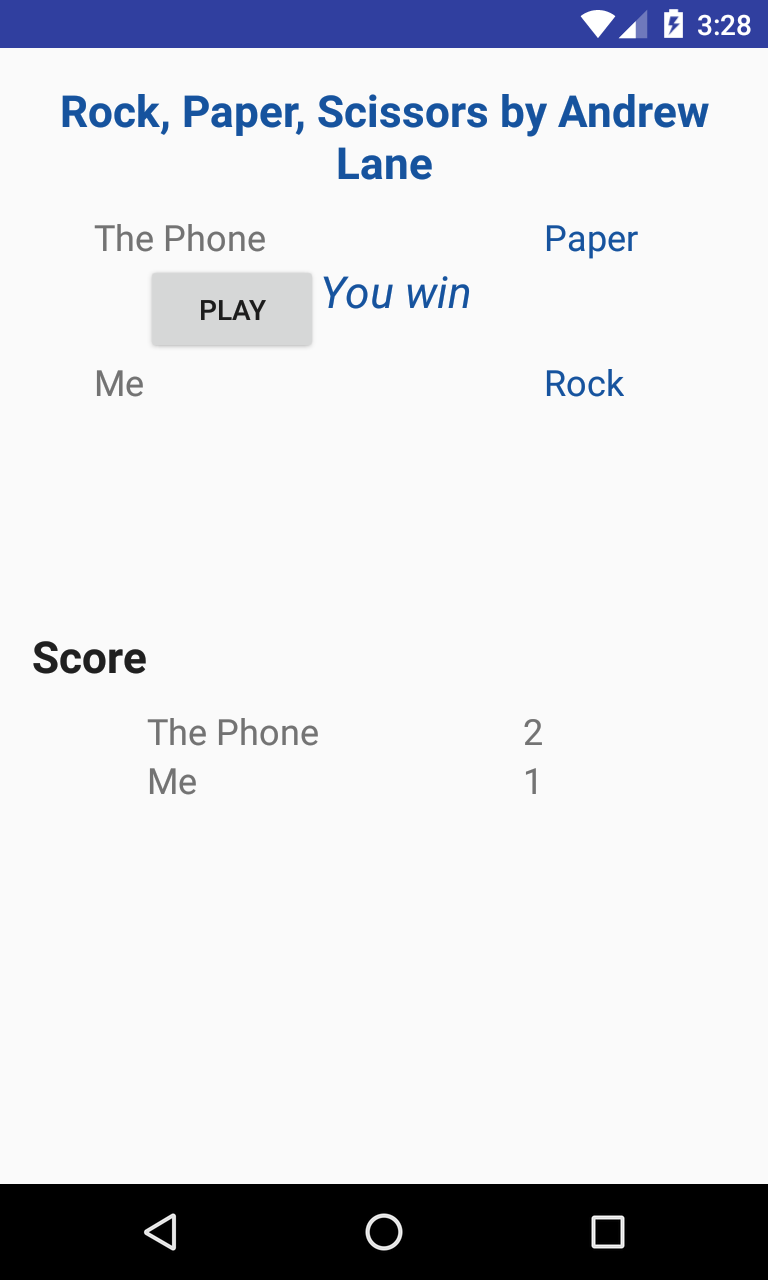 3:28
Rock, Paper, Scissors by Andrew
Lane
The Phone Paper
PLAY You win
Me Rock
Score
The Phone 2
Me 1